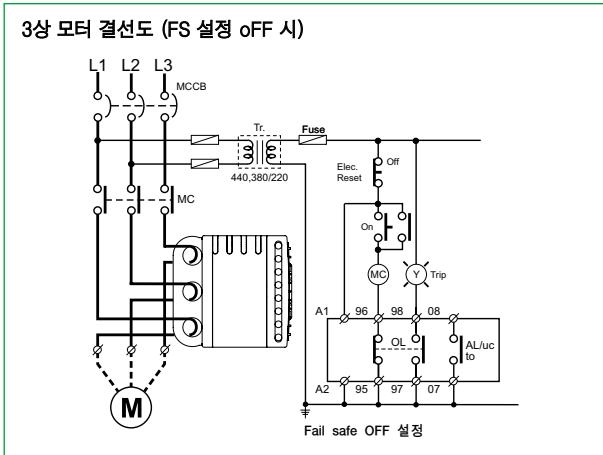 3상 모터 결선도 (FS 설정 oFF 시)
L1 L2 L3
MCCB
Tr.
Fuse
440,380/220
Elec.
Reset
Off
MC
On
MC
Y
Trip
A1 96 98 08
OL
AL/uc
to
A2 95 97 07
M
Fail safe OFF 설정